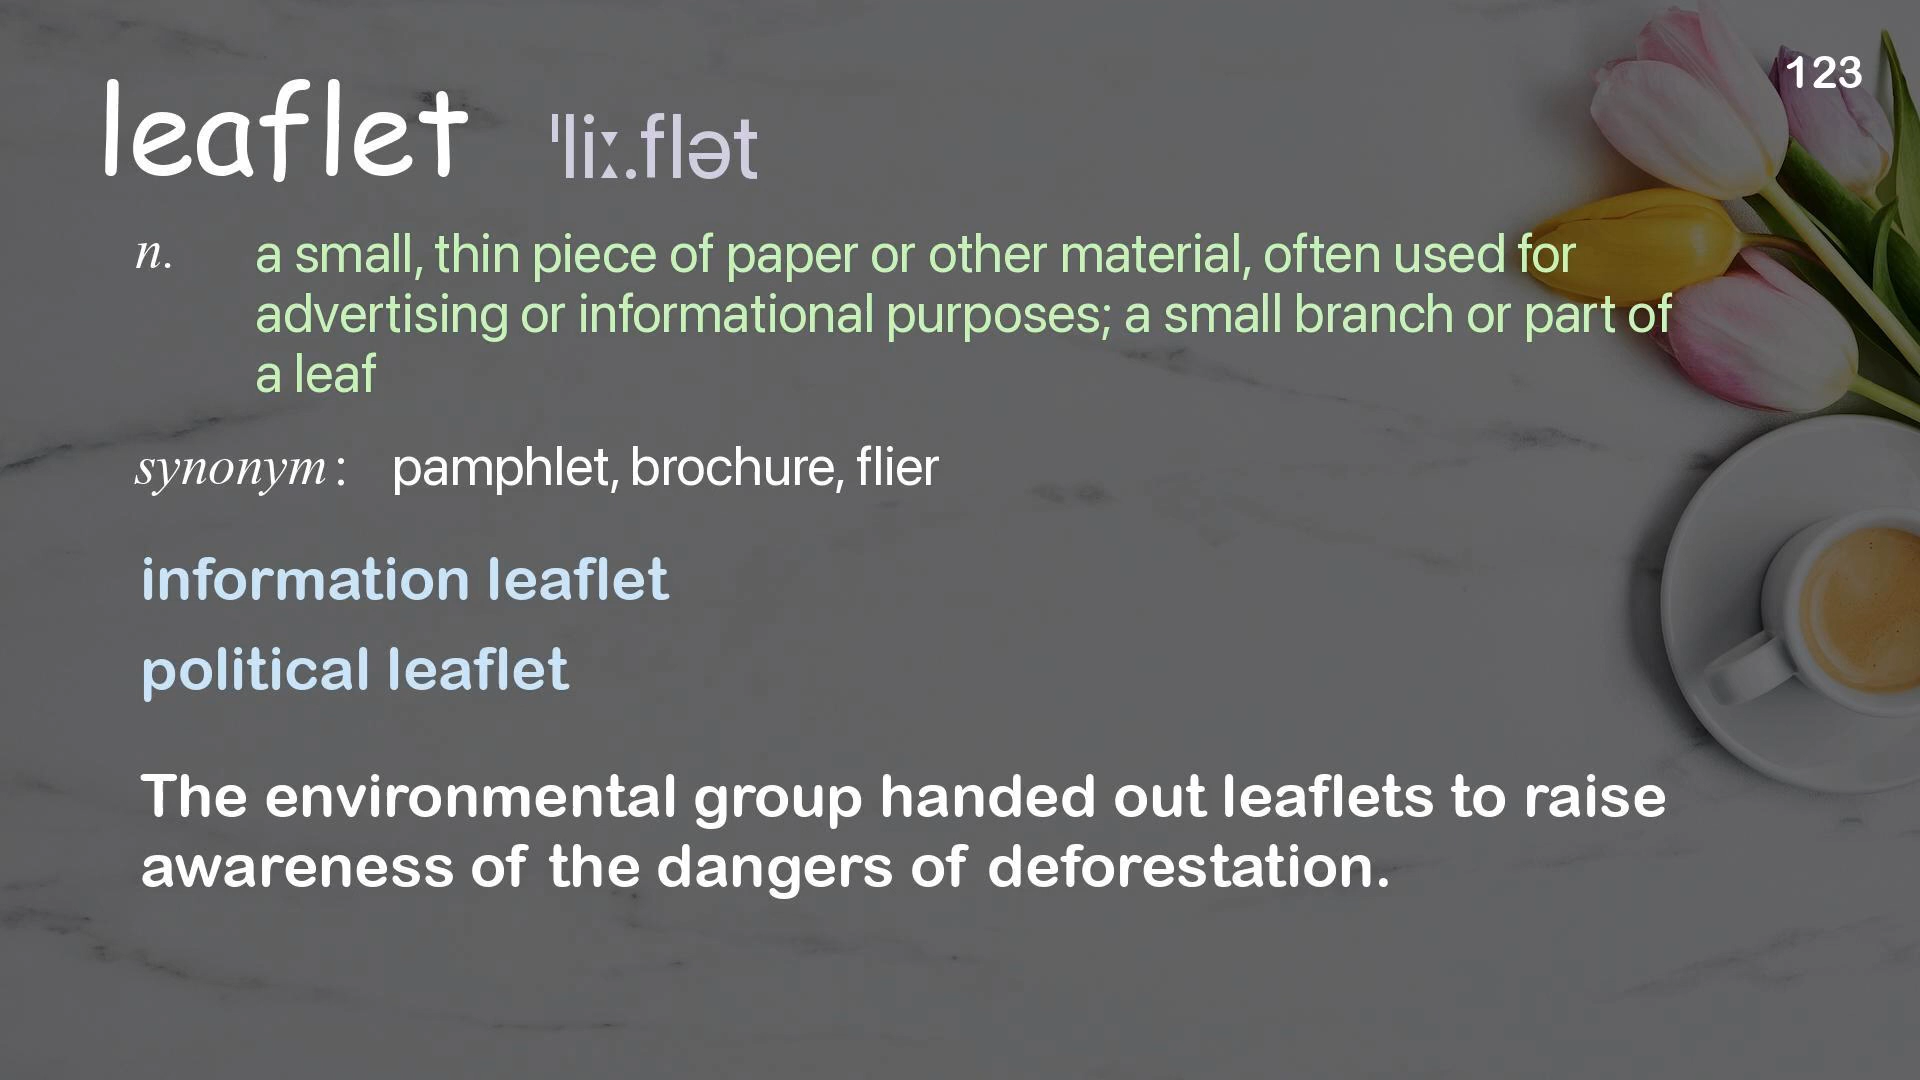 123
leaflet ˈliː.flət
n. a small, thin piece of paper or other material, often used for
advertising or informational purposes; a small branch or part of
a leaf
synonym: pamphlet, brochure, flier
information leaflet
political leaflet
The environmental group handed out leaflets to raise
awareness of the dangers of deforestation.